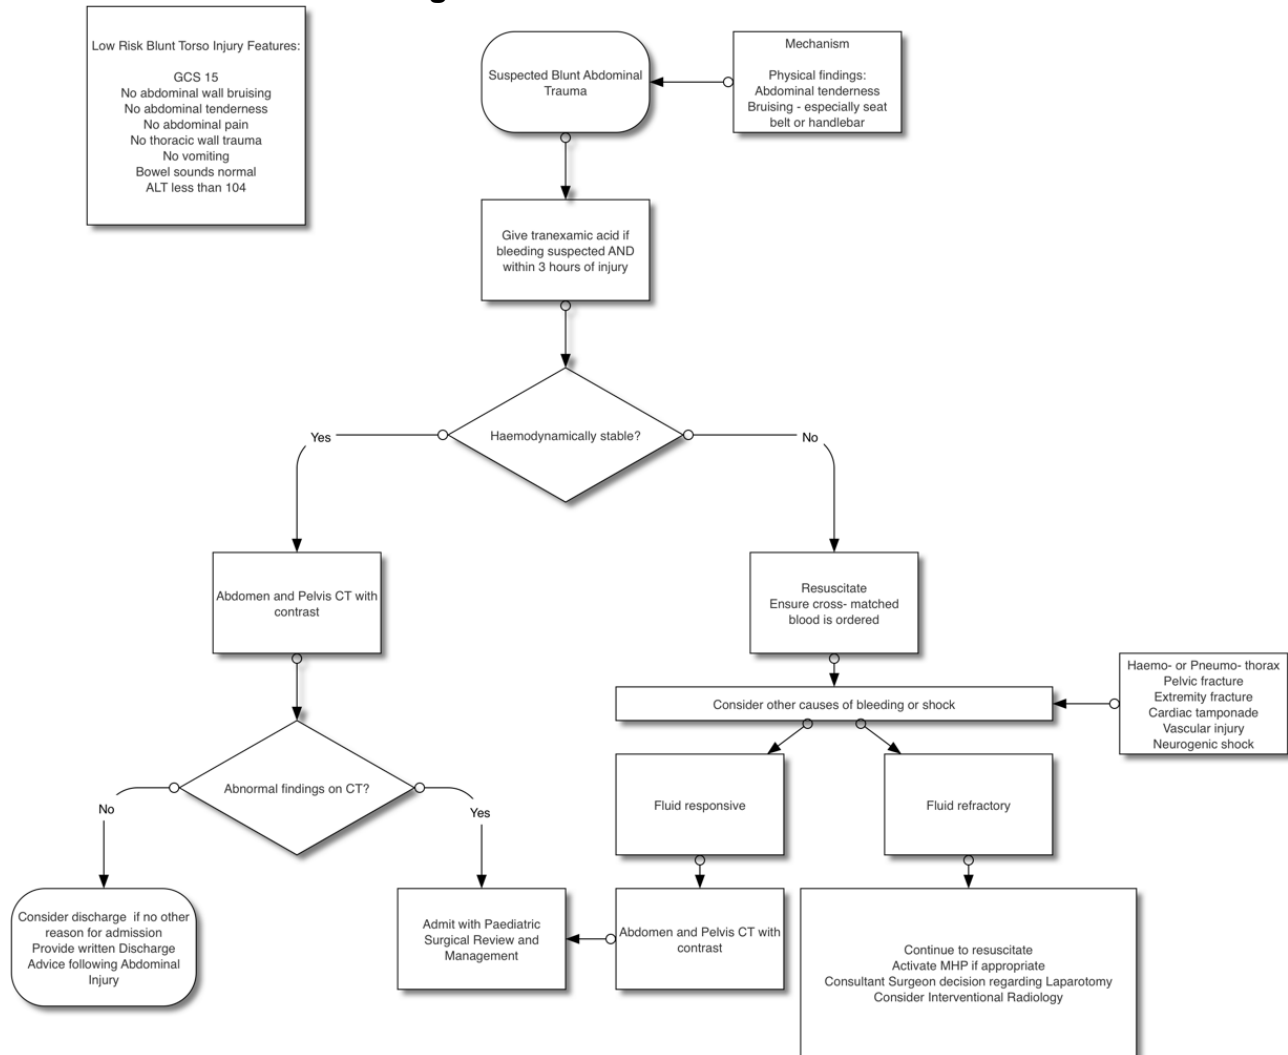 Low Risk Blunt Torso Injury Features:
GCS 15
No abdominal wall bruising
No abdominal tenderness
No abdominal pain
No thoracic wall trauma
No vomiting
Bowel sounds normal
ALT less than 104
Suspected Blunt Abdominal
Trauma
Mechanism
Physical findings:
Abdominal tenderness
Bruising - especially seat
belt or handlebar
Give tranexamic acid if
bleeding suspected AND
within 3 hours of injury
Haemodynamically stable?
Yes
No
Abdomen and Pelvis CT with
contrast
Resuscitate
Ensure cross- matched
blood is ordered
Consider other causes of bleeding or shock
Haemo- or Pneumo- thorax
Pelvic fracture
Extremity fracture
Cardiac tamponade
Vascular injury
Neurogenic shock
Abnormal findings on CT?
No
Yes
Fluid responsive
Fluid refractory
Consider discharge if no other
reason for admission
Provide written Discharge
Advice following Abdominal
Injury
Admit with Paediatric
Surgical Review and
Management
Abdomen and Pelvis CT with
contrast
Continue to resuscitate
Activate MHP if appropriate
Consultant Surgeon decision regarding Laparotomy
Consider Interventional Radiology